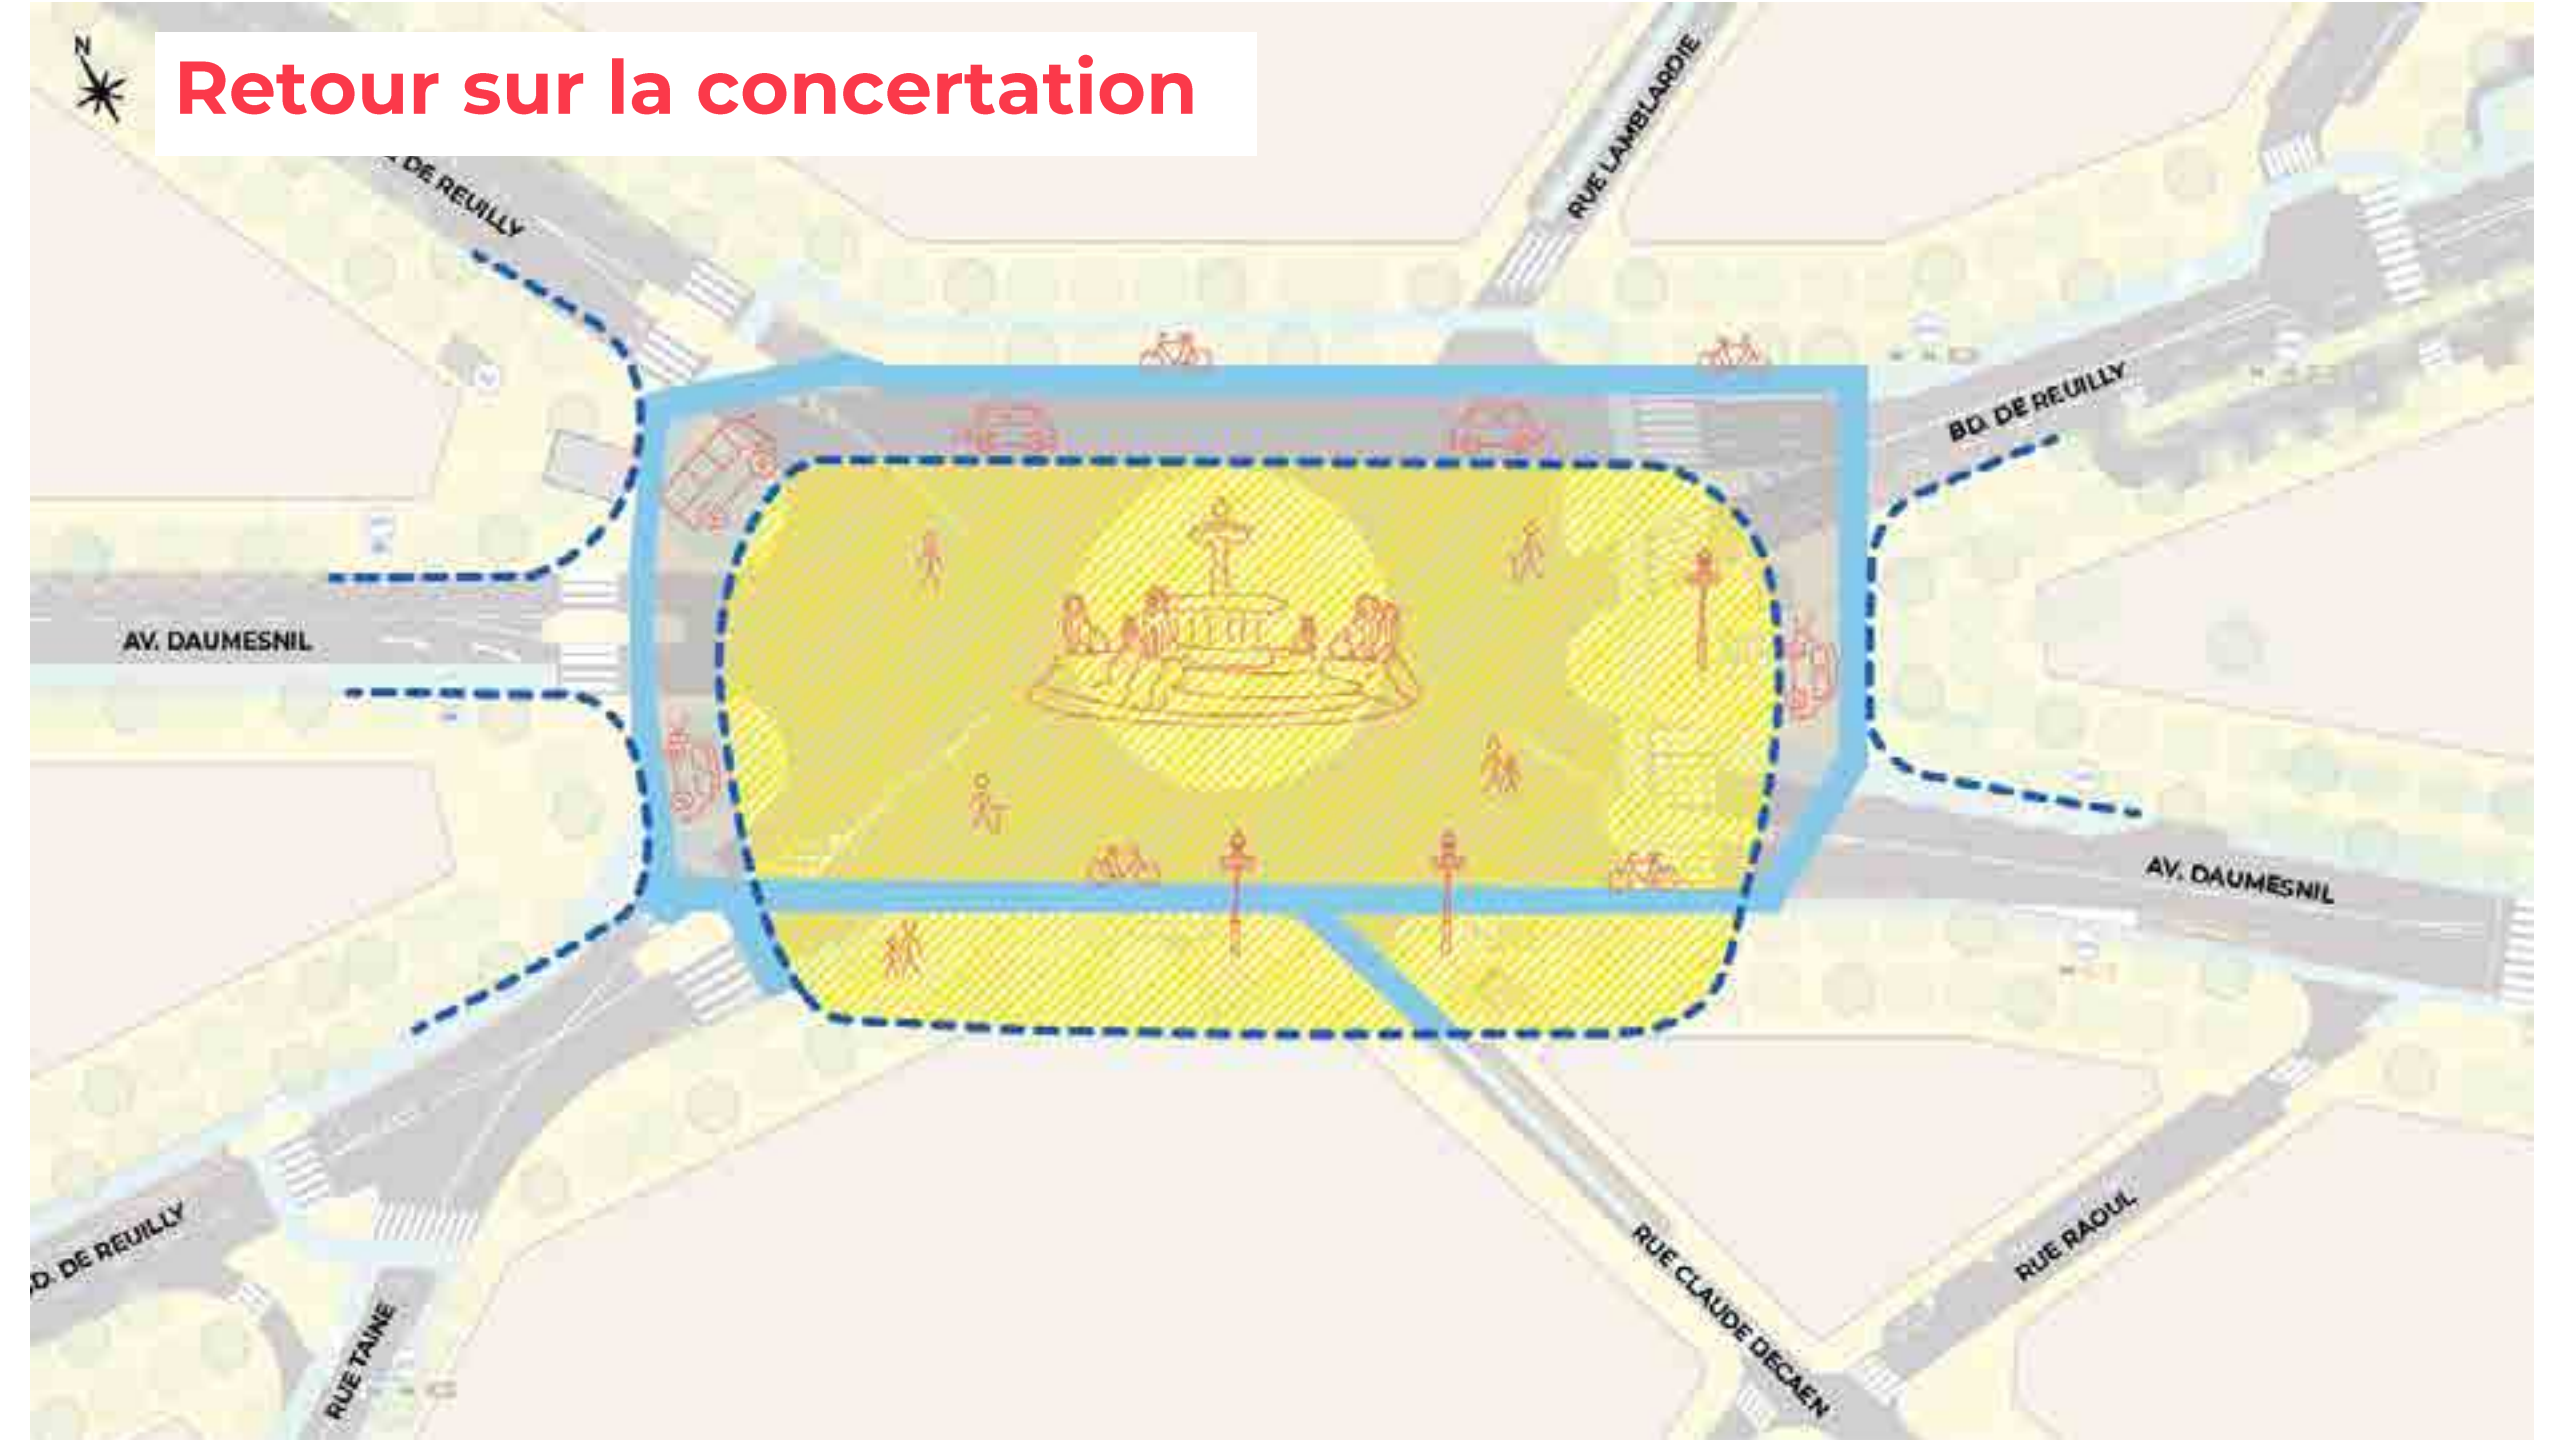 N
Retour sur la concertation
DE REUILLY
RUE LAMBLARDIE
BD. DE REUILLY
AV. DAUMESNIL
AV. DAUMESNIL
D. DE REUILLY
RUE TAINE
RUE CLAUDE DECAEN
RUE RAOUL